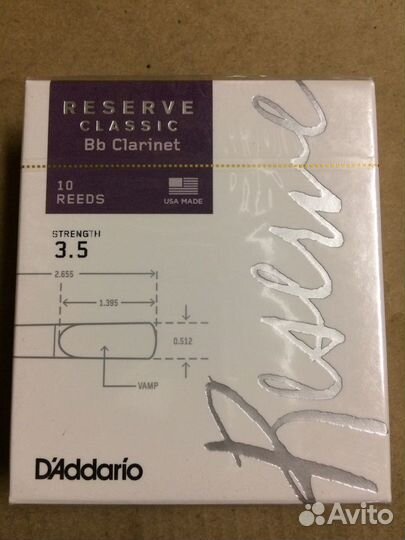 RESERVE
CLASSIC
Bb Clarinet
10
REEDS
USA MADE
STRENGTH
3.5
2.655
1.395
0.512
VAMP
Reserve
D'Addario
Avito